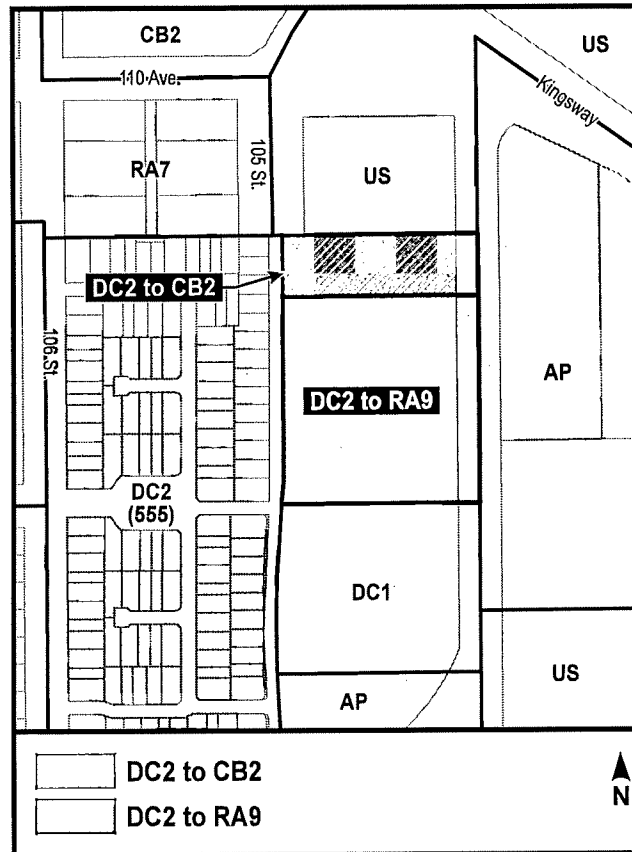 CB2
US
110 Ave.
Kingsway
RA7
105 St.
US
DC2 to CB2
106 St.
DC2 to RA9
AP
DC2
(555)
DC1
AP
US
DC2 to CB2
DC2 to RA9
N